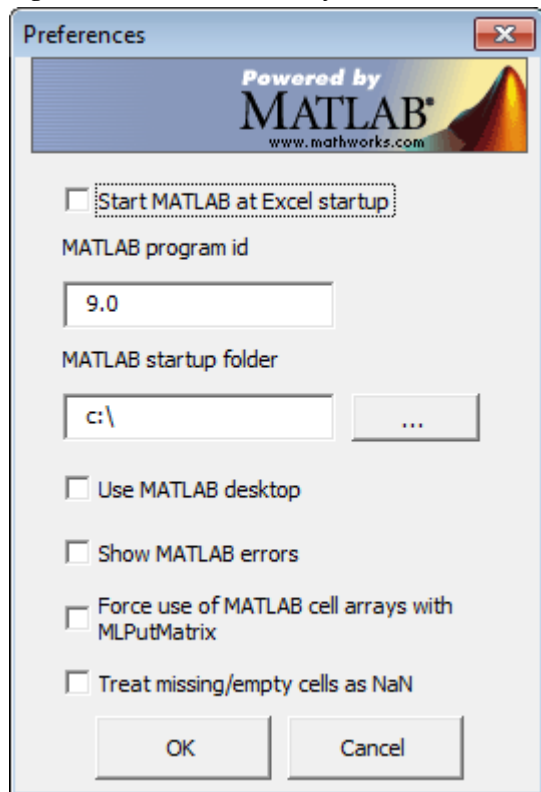 Preferences
Powered by
MATLAB®
www.mathworks.com
Start MATLAB at Excel startup
MATLAB program id
9.0
MATLAB startup folder
c:\
...
Use MATLAB desktop
Show MATLAB errors
Force use of MATLAB cell arrays with
MLPutMatrix
Treat missing/empty cells as NaN
OK Cancel